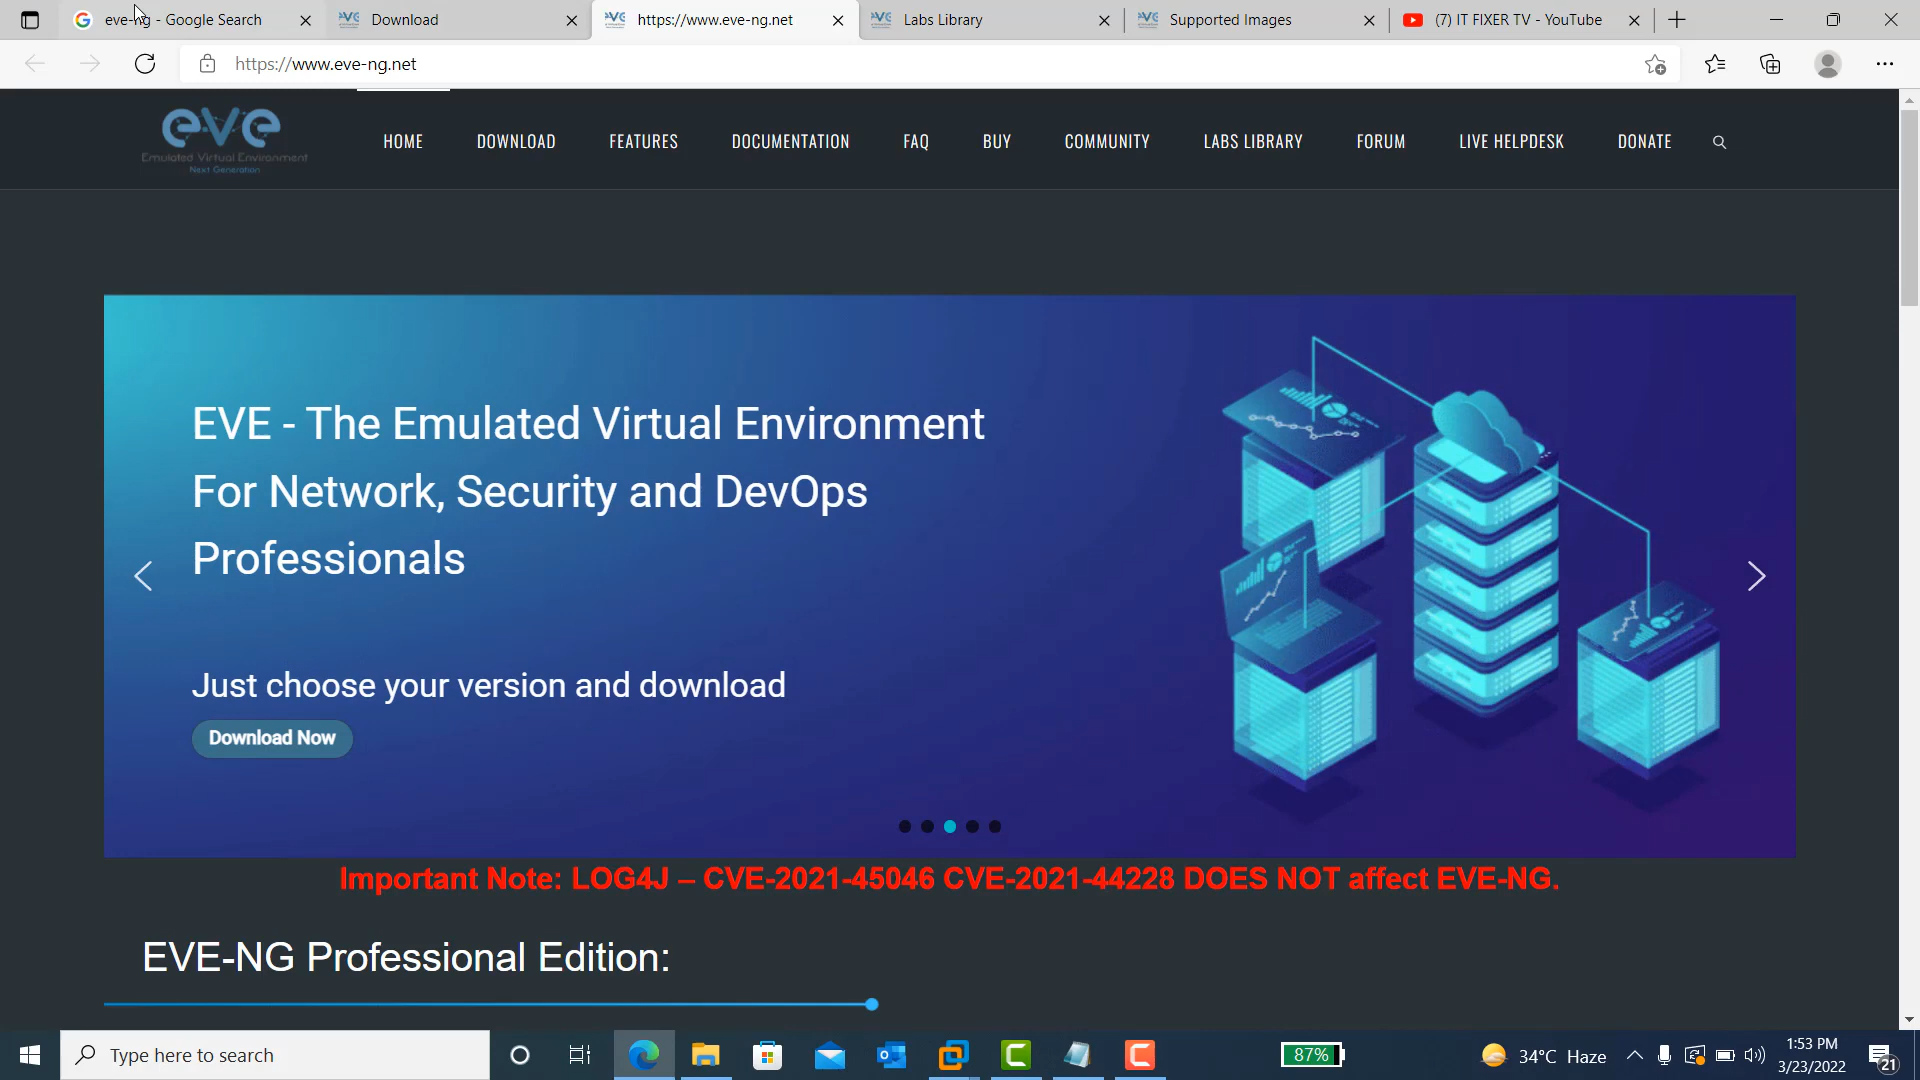 eve-ng - Google Search
Download
https://www.eve-ng.net
Labs Library
Supported Images
(7) IT FIXER TV - YouTube
https://www.eve-ng.net
eve
Emulated Virtual Environment
Next Generation
HOME
DOWNLOAD
FEATURES
DOCUMENTATION
FAQ
BUY
COMMUNITY
LABS LIBRARY
FORUM
LIVE HELPDESK
DONATE
EVE - The Emulated Virtual Environment
For Network, Security and DevOps
Professionals
Just choose your version and download
Download Now
Important Note: LOG4J – CVE-2021-45046 CVE-2021-44228 DOES NOT affect EVE-NG.
EVE-NG Professional Edition:
Type here to search
87%
34°C Haze
1:53 PM
3/23/2022
21